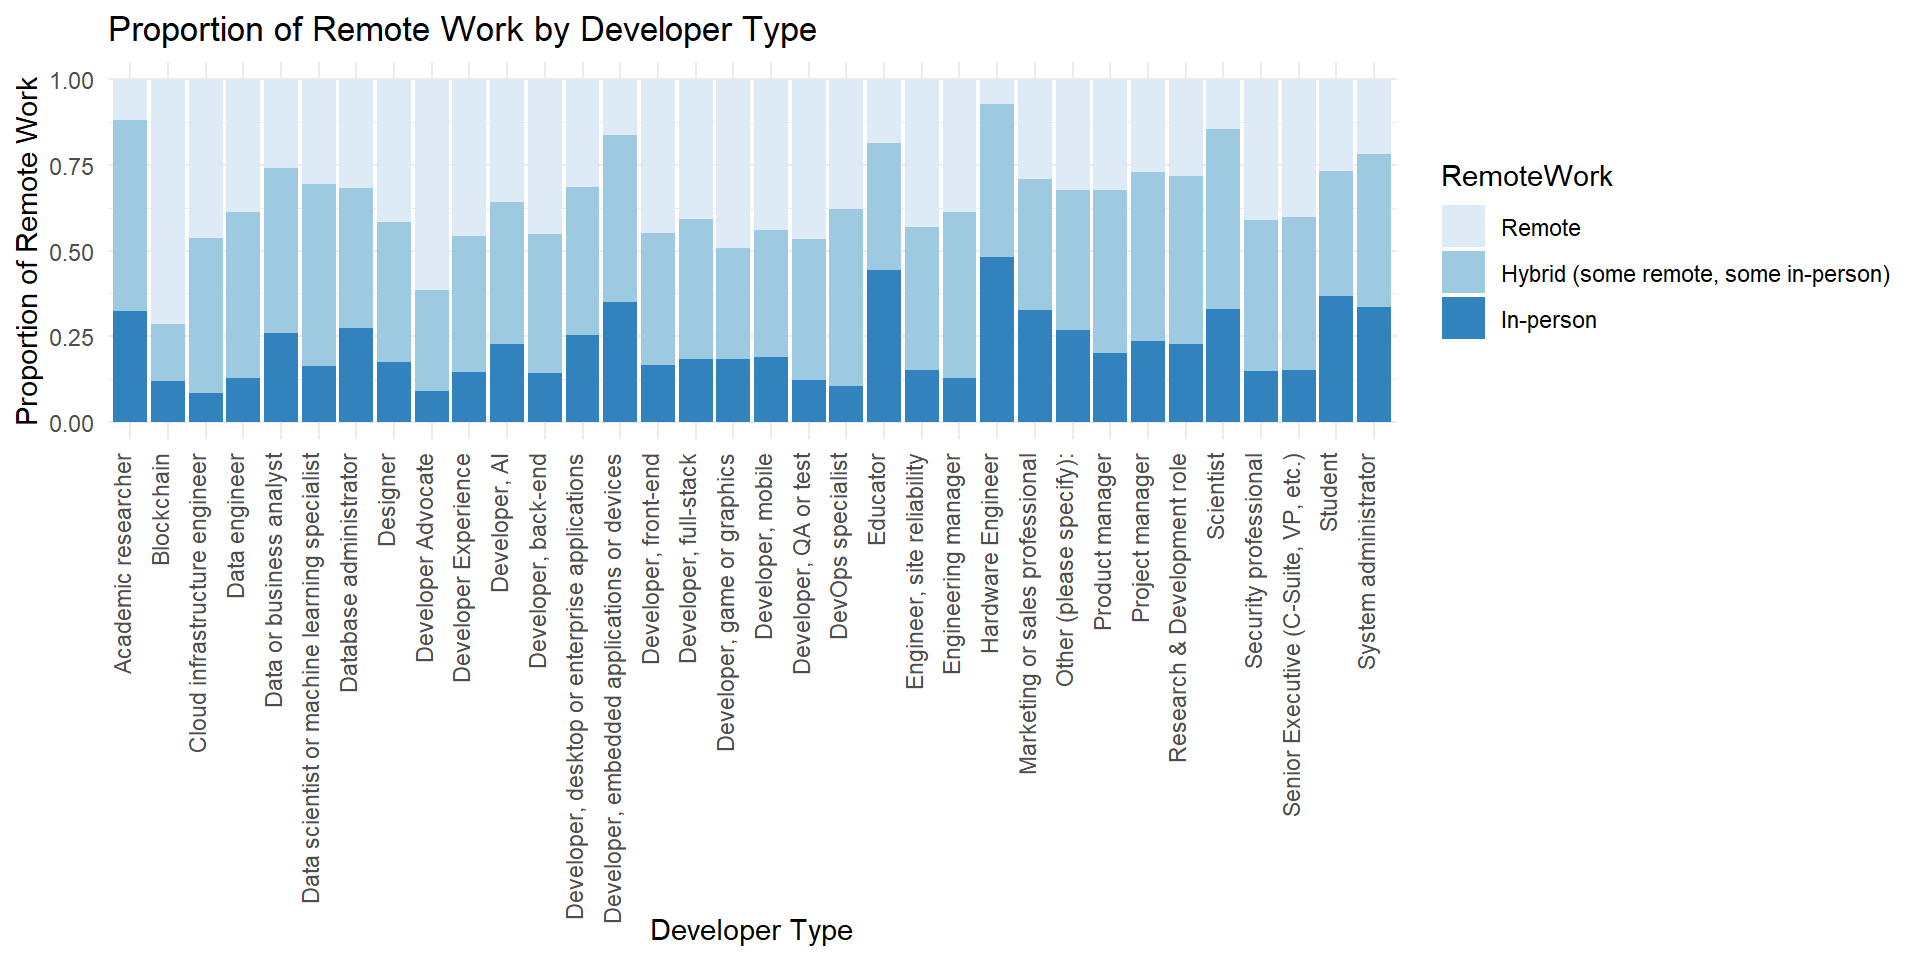 Proportion of Remote Work by Developer Type
Proportion of Remote Work
1.00
0.75
0.50
0.25
0.00
Academic researcher
Blockchain
Cloud infrastructure engineer
Data engineer
Data or business analyst
Data scientist or machine learning specialist
Database administrator
Designer
Developer Advocate
Developer Experience
Developer, AI
Developer, back-end
Developer, desktop or enterprise applications
Developer, embedded applications or devices
Developer, front-end
Developer, full-stack
Developer, game or graphics
Developer, mobile
Developer, QA or test
DevOps specialist
Educator
Engineer, site reliability
Engineering manager
Hardware Engineer
Marketing or sales professional
Other (please specify):
Product manager
Project manager
Research & Development role
Scientist
Security professional
Senior Executive (C-Suite, VP, etc.)
Student
System administrator
Developer Type
RemoteWork
Remote
Hybrid (some remote, some in-person)
In-person